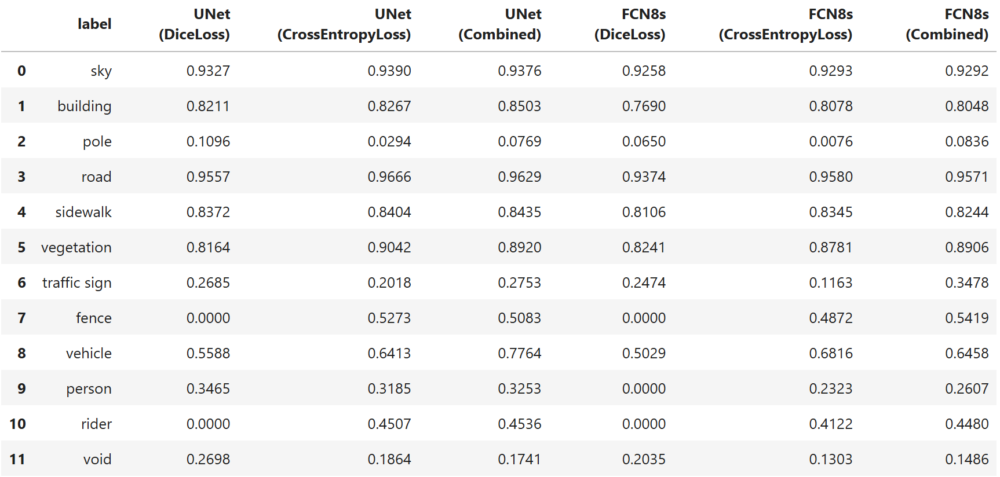 label UNet (DiceLoss) UNet (CrossEntropyLoss) UNet (Combined) FCN8s (DiceLoss) FCN8s (CrossEntropyLoss) FCN8s (Combined)
0 sky 0.9327 0.9390 0.9376 0.9258 0.9293 0.9292
1 building 0.8211 0.8267 0.8503 0.7690 0.8078 0.8048
2 pole 0.1096 0.0294 0.0769 0.0650 0.0076 0.0836
3 road 0.9557 0.9666 0.9629 0.9374 0.9580 0.9571
4 sidewalk 0.8372 0.8404 0.8435 0.8106 0.8345 0.8244
5 vegetation 0.8164 0.9042 0.8920 0.8241 0.8781 0.8906
6 traffic sign 0.2685 0.2018 0.2753 0.2474 0.1163 0.3478
7 fence 0.0000 0.5273 0.5083 0.0000 0.4872 0.5419
8 vehicle 0.5588 0.6413 0.7764 0.5029 0.6816 0.6458
9 person 0.3465 0.3185 0.3253 0.0000 0.2323 0.2607
10 rider 0.0000 0.4507 0.4536 0.0000 0.4122 0.4480
11 void 0.2698 0.1864 0.1741 0.2035 0.1303 0.1486